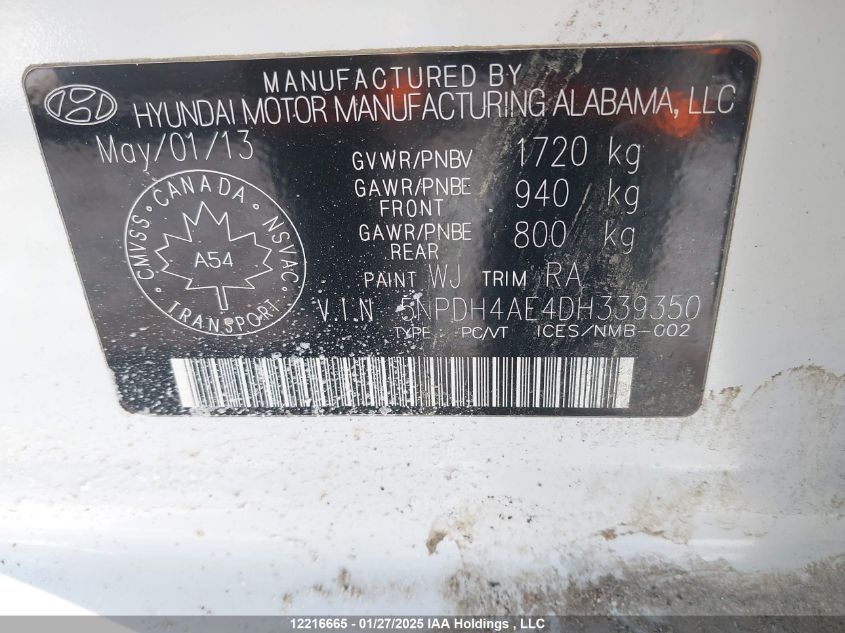 MANUFACTURED BY
HYUNDAI MOTOR MANUFACTURING ALABAMA, LLC
May/01/13
GVWR/PNBV 1720 kg
GAWR/PNBE FRONT 940 kg
GAWR/PNBE REAR 800 kg
CANADA
CMVSS NSVAC
A54
TRANSPORT
PAINT WJ TRIM RA
V.I.N 5NPDH4AE4DH339350
TYPE PC/VT ICES/NMB-002
12216665 - 01/27/2025 IAA Holdings , LLC